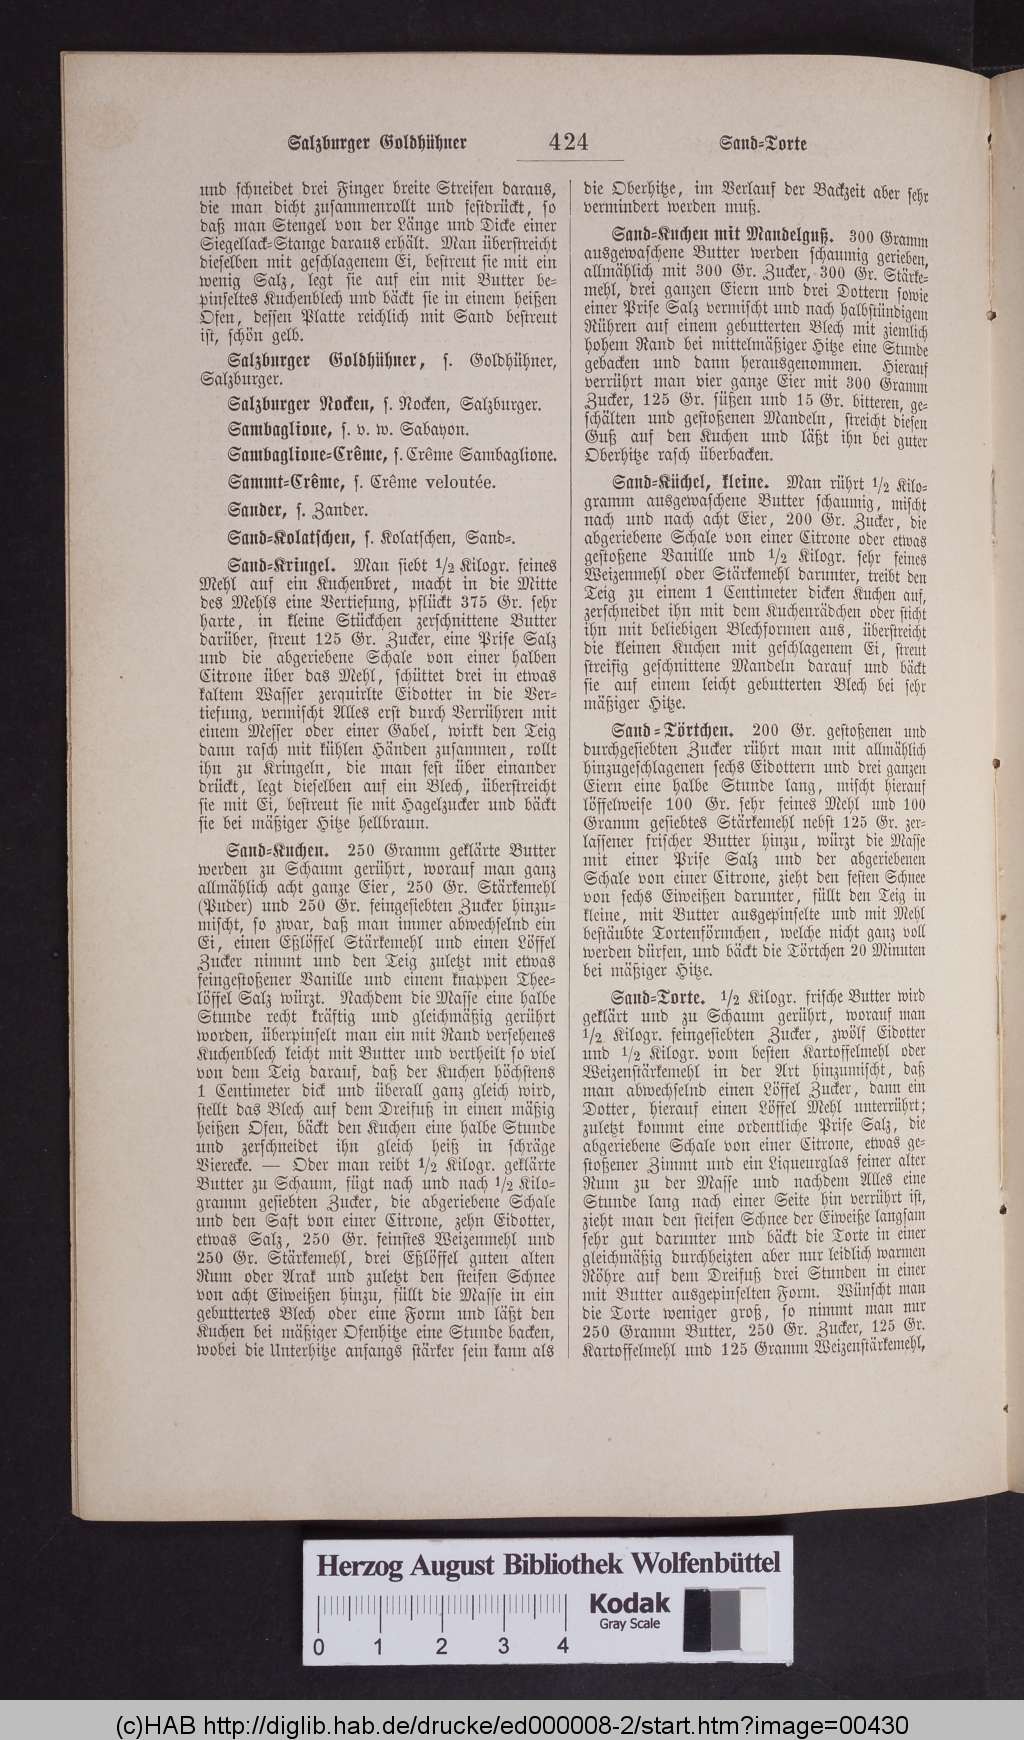 Salzburger Goldhühner 424 Sand-Torte
und schneidet drei Finger breite Streifen daraus,
die man dicht zusammenrollt und festdrückt, so
daß man Stengel von der Länge und Dicke einer
Siegellack-Stange daraus erhält. Man überstreicht
dieselben mit geschlagenem Ei, bestreut sie mit ein
wenig Salz, legt sie auf ein mit Butter be-
pinseltes Kuchenblech und bäckt sie in einem heißen
Ofen, dessen Platte reichlich mit Sand bestreut
ist, schön gelb.
Salzburger Goldhühner, s. Goldhühner,
Salzburger.
Salzburger Nocken, s. Nocken, Salzburger.
Sambaglione, s. v. w. Sabayon.
Sambaglione-Crême, s. Crême Sambaglione.
Sammt-Crême, s. Crême veloutée.
Sander, s. Zander.
Sand-Kolatschen, s. Kolatschen, Sand-.
Sand-Kringel. Man siebt 1/2 Kilogr. feines
Mehl auf ein Kuchenbret, macht in die Mitte
des Mehls eine Vertiefung, pflückt 375 Gr. sehr
harte, in kleine Stückchen zerschnittene Butter
darüber, streut 125 Gr. Zucker, eine Prise Salz
und die abgeriebene Schale von einer halben
Citrone über das Mehl, schüttet drei in etwas
kaltem Wasser zerquirlte Eidotter in die Ver-
tiefung, vermischt Alles erst durch Verrühren mit
einem Messer oder einer Gabel, wirkt den Teig
dann rasch mit kühlen Händen zusammen, rollt
ihn zu Kringeln, die man fest über einander
drückt, legt dieselben auf ein Blech, überstreicht
sie mit Ei, bestreut sie mit Hagelzucker und bäckt
sie bei mäßiger Hitze hellbraun.
Sand-Kuchen. 250 Gramm geklärte Butter
werden zu Schaum gerührt, worauf man ganz
allmählich acht ganze Eier, 250 Gr. Stärkemehl
(Puder) und 250 Gr. feingesiebten Zucker hinzu-
mischt, so zwar, daß man immer abwechselnd ein
Ei, einen Eßlöffel Stärkemehl und einen Löffel
Zucker nimmt und den Teig zuletzt mit etwas
feingestoßener Vanille und einem knappen Thee-
löffel Salz würzt. Nachdem die Masse eine halbe
Stunde recht kräftig und gleichmäßig gerührt
worden, überpinselt man ein mit Rand versehenes
Kuchenblech leicht mit Butter und vertheilt so viel
von dem Teig darauf, daß der Kuchen höchstens
1 Centimeter dick und überall ganz gleich wird,
stellt das Blech auf dem Dreifuß in einen mäßig
heißen Ofen, bäckt den Kuchen eine halbe Stunde
und zerschneidet ihn gleich heiß in schräge
Vierecke. — Oder man reibt 1/2 Kilogr. geklärte
Butter zu Schaum, fügt nach und nach 1/2 Kilo-
gramm gesiebten Zucker, die abgeriebene Schale
und den Saft von einer Citrone, zehn Eidotter,
etwas Salz, 250 Gr. feinstes Weizenmehl und
250 Gr. Stärkemehl, drei Eßlöffel guten alten
Rum oder Arak und zuletzt den steifen Schnee
von acht Eiweißen hinzu, füllt die Masse in ein
gebuttertes Blech oder eine Form und läßt den
Kuchen bei mäßiger Ofenhitze eine Stunde backen,
wobei die Unterhitze anfangs stärker sein kann als
die Oberhitze, im Verlauf der Backzeit aber sehr
vermindert werden muß.
Sand-Kuchen mit Mandelguß. 300 Gramm
ausgewaschene Butter werden schaumig gerieben,
allmählich mit 300 Gr. Zucker, 300 Gr. Stärke-
mehl, drei ganzen Eiern und drei Dottern sowie
einer Prise Salz vermischt und nach halbstündigem
Rühren auf einem gebutterten Blech mit ziemlich
hohem Rand bei mittelmäßiger Hitze eine Stunde
gebacken und dann herausgenommen. Hierauf
verrührt man vier ganze Eier mit 300 Gramm
Zucker, 125 Gr. süßen und 15 Gr. bitteren, ge-
schälten und gestoßenen Mandeln, streicht diesen
Guß auf den Kuchen und läßt ihn bei guter
Oberhitze rasch überbacken.
Sand-Küchel, kleine. Man rührt 1/2 Kilo-
gramm ausgewaschene Butter schaumig, mischt
nach und nach acht Eier, 200 Gr. Zucker, die
abgeriebene Schale von einer Citrone oder etwas
gestoßene Vanille und 1/2 Kilogr. sehr feines
Weizenmehl oder Stärkemehl darunter, treibt den
Teig zu einem 1 Centimeter dicken Kuchen auf,
zerschneidet ihn mit dem Kuchenrädchen oder sticht
ihn mit beliebigen Blechformen aus, überstreicht
die kleinen Kuchen mit geschlagenem Ei, streut
streifig geschnittene Mandeln darauf und bäckt
sie auf einem leicht gebutterten Blech bei sehr
mäßiger Hitze.
Sand-Törtchen. 200 Gr. gestoßenen und
durchgesiebten Zucker rührt man mit allmählich
hinzugeschlagenen sechs Eidottern und drei ganzen
Eiern eine halbe Stunde lang, mischt hierauf
löffelweise 100 Gr. sehr feines Mehl und 100
Gramm gesiebtes Stärkemehl nebst 125 Gr. zer-
lassener frischer Butter hinzu, würzt die Masse
mit einer Prise Salz und der abgeriebenen
Schale von einer Citrone, zieht den festen Schnee
von sechs Eiweißen darunter, füllt den Teig in
kleine, mit Butter ausgepinselte und mit Mehl
bestäubte Tortenförmchen, welche nicht ganz voll
werden dürfen, und bäckt die Törtchen 20 Minuten
bei mäßiger Hitze.
Sand-Torte. 1/2 Kilogr. frische Butter wird
geklärt und zu Schaum gerührt, worauf man
1/2 Kilogr. feingesiebten Zucker, zwölf Eidotter
und 1/2 Kilogr. vom besten Kartoffelmehl oder
Weizenstärkemehl in der Art hinzumischt, daß
man abwechselnd einen Löffel Zucker, dann ein
Dotter, hierauf einen Löffel Mehl unterrührt;
zuletzt kommt eine ordentliche Prise Salz, die
abgeriebene Schale von einer Citrone, etwas ge-
stoßener Zimmt und ein Liqueurglas feiner alter
Rum zu der Masse und nachdem Alles eine
Stunde lang nach einer Seite hin verrührt ist,
zieht man den steifen Schnee der Eiweiße langsam
sehr gut darunter und bäckt die Torte in einer
gleichmäßig durchheizten aber nur leidlich warmen
Röhre auf dem Dreifuß drei Stunden in einer
mit Butter ausgepinselten Form. Wünscht man
die Torte weniger groß, so nimmt man nur
250 Gramm Butter, 250 Gr. Zucker, 125 Gr.
Kartoffelmehl und 125 Gramm Weizenstärkemehl,
Herzog August Bibliothek Wolfenbüttel
Kodak
Gray Scale
0 1 2 3 4
(c)HAB http://diglib.hab.de/drucke/ed000008-2/start.htm?image=00430